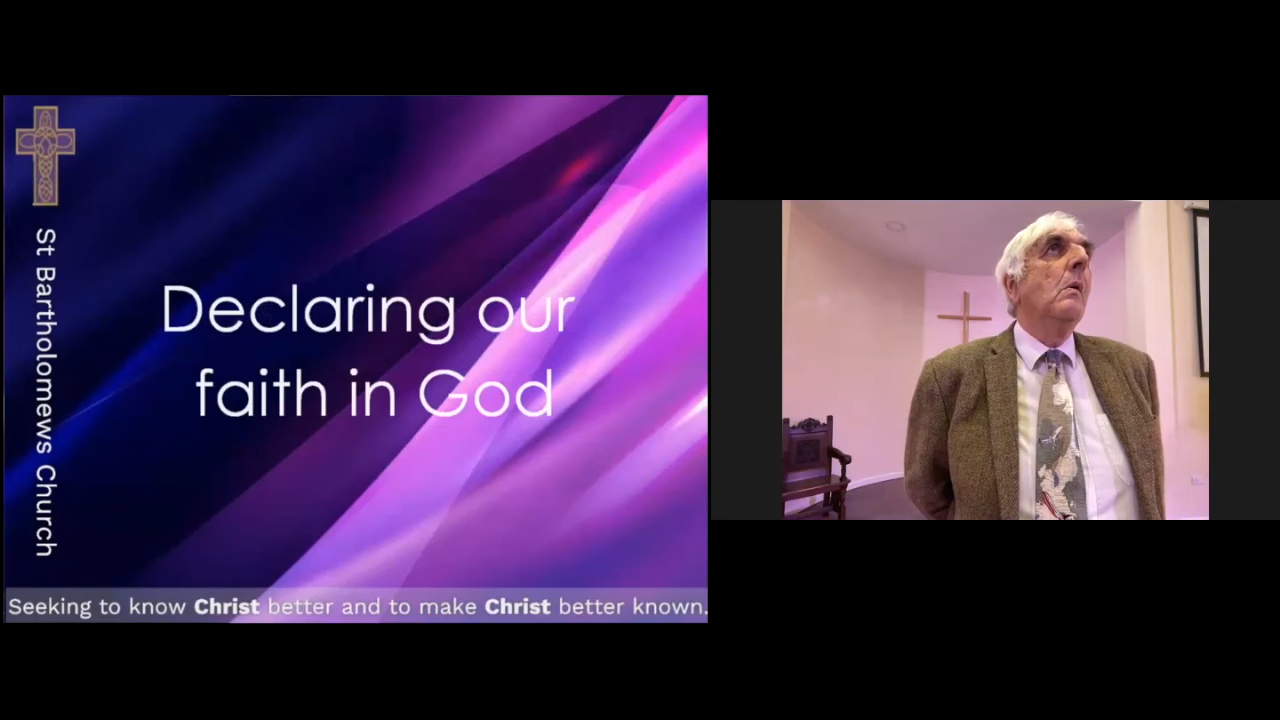 St Bartholomews Church
Declaring our
faith in God
Seeking to know Christ better and to make Christ better known.